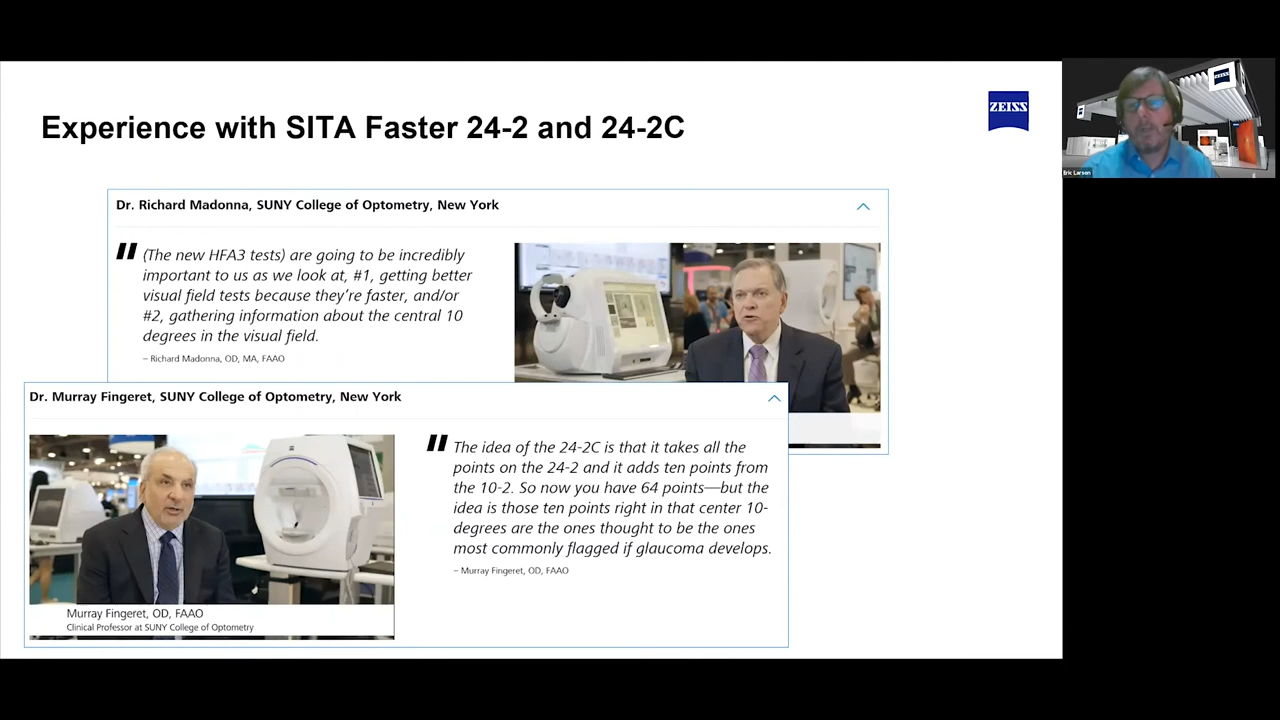 Experience with SITA Faster 24-2 and 24-2C
ZEISS
ZEISS
Eric Larson
Dr. Richard Madonna, SUNY College of Optometry, New York
"
(The new HFA3 tests) are going to be incredibly
important to us as we look at, #1, getting better
visual field tests because they're faster, and/or
#2, gathering information about the central 10
degrees in the visual field.
– Richard Madonna, OD, MA, FAAO
Dr. Murray Fingeret, SUNY College of Optometry, New York
"
The idea of the 24-2C is that it takes all the
points on the 24-2 and it adds ten points from
the 10-2. So now you have 64 points—but the
idea is those ten points right in that center 10-
degrees are the ones thought to be the ones
most commonly flagged if glaucoma develops.
– Murray Fingeret, OD, FAAO
Murray Fingeret, OD, FAAO
Clinical Professor at SUNY College of Optometry